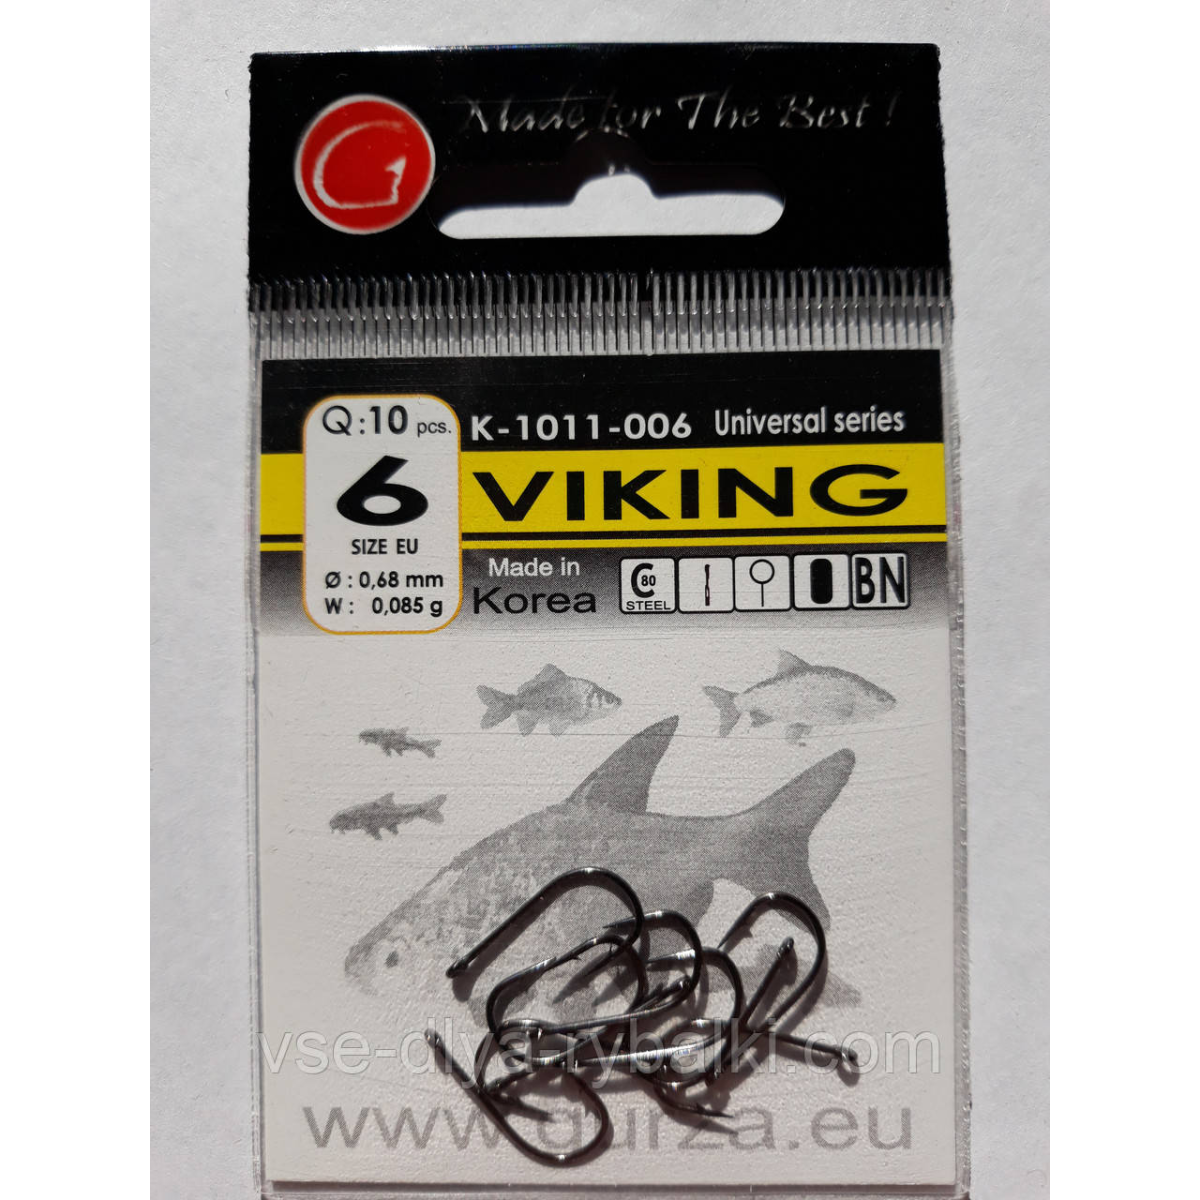 Made for The Best !
Q:10 pcs.
6
SIZE EU
Ø : 0,68 mm
W : 0,085 g
K-1011-006 Universal series
VIKING
Made in
Korea
C 80
STEEL
BN
vse-dlya-rybalki.com
www.gurza.eu